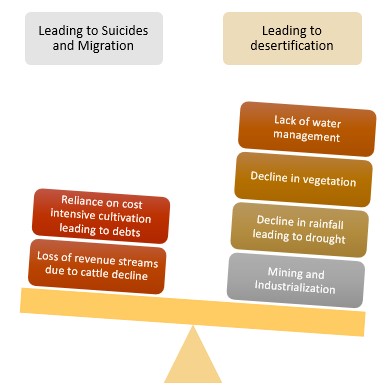 Leading to Suicides
and Migration
Leading to
desertification
Reliance on cost
intensive cultivation
leading to debts
Loss of revenue streams
due to cattle decline
Lack of water
management
Decline in vegetation
Decline in rainfall
leading to drought
Mining and
Industrialization